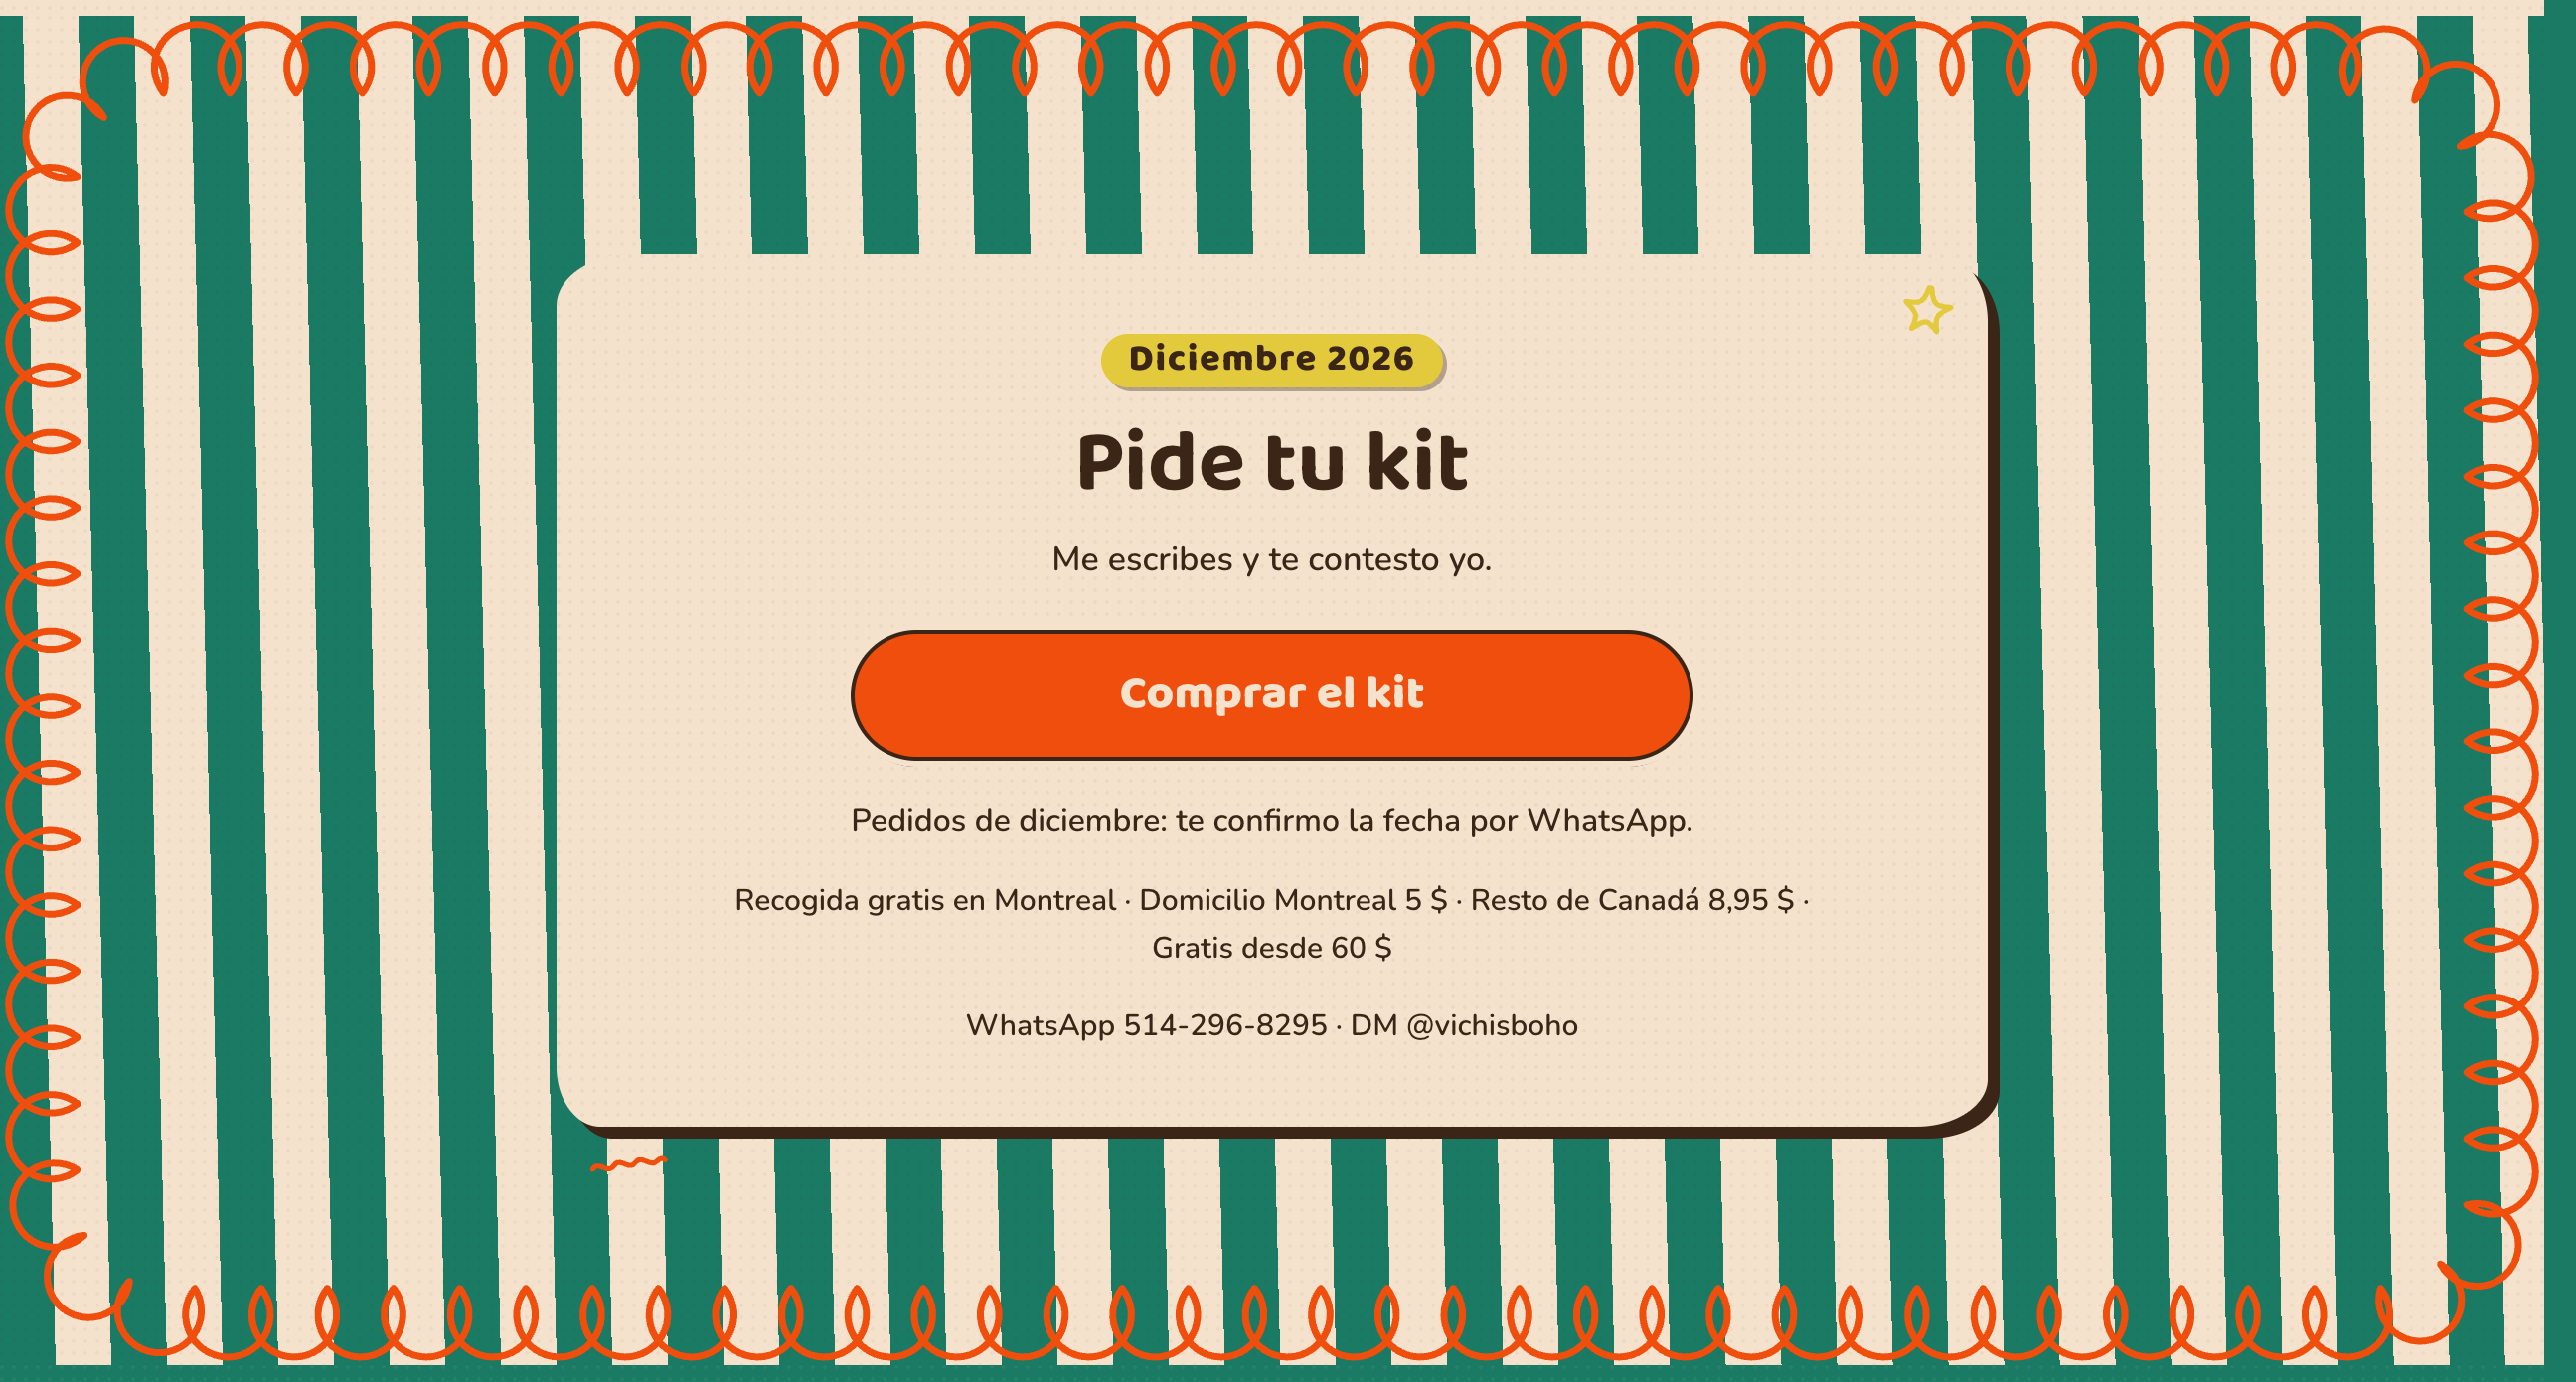 Diciembre 2026
Pide tu kit
Me escribes y te contesto yo.
Comprar el kit
Pedidos de diciembre: te confirmo la fecha por WhatsApp.
Recogida gratis en Montreal · Domicilio Montreal 5 $ · Resto de Canadá 8,95 $ ·
Gratis desde 60 $
WhatsApp 514-296-8295 · DM @vichisboho